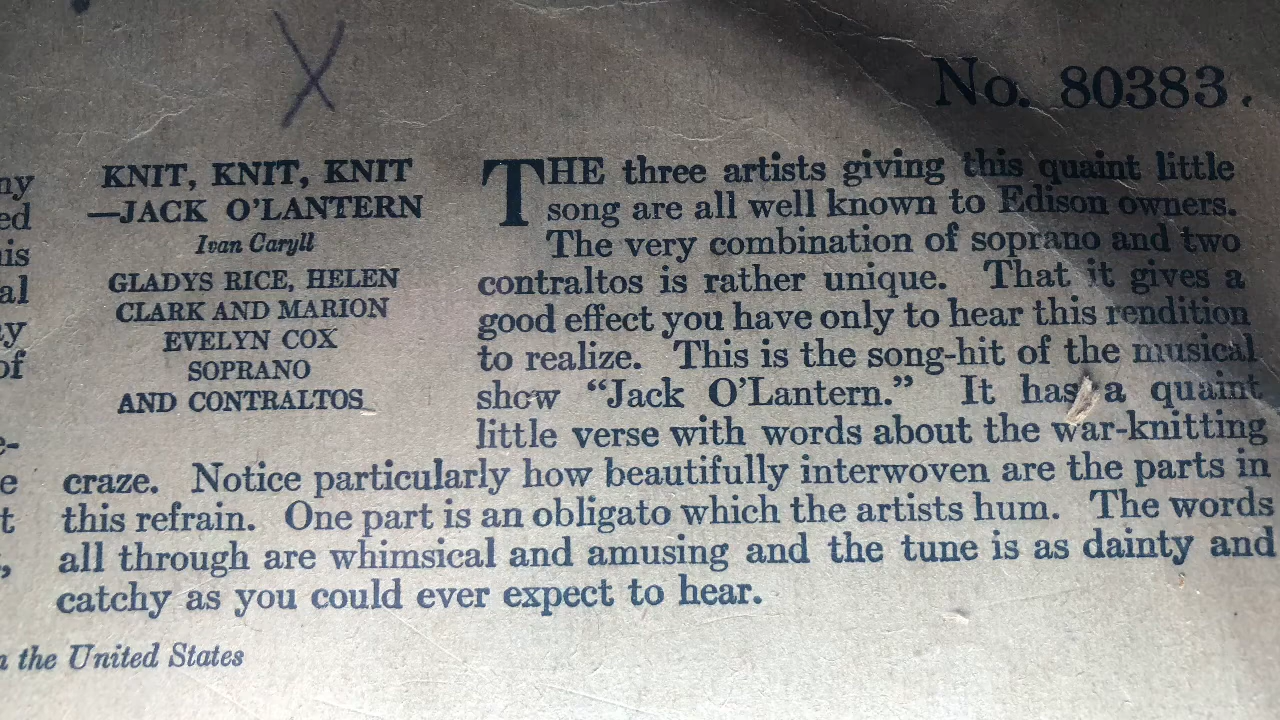 No. 80383.
KNIT, KNIT, KNIT
—JACK O'LANTERN
Ivan Caryll
GLADYS RICE, HELEN
CLARK AND MARION
EVELYN COX
SOPRANO
AND CONTRALTOS
THE three artists giving this quaint little
song are all well known to Edison owners.
The very combination of soprano and two
contraltos is rather unique. That it gives a
good effect you have only to hear this rendition
to realize. This is the song-hit of the musical
show “Jack O'Lantern.” It has a quaint
little verse with words about the war-knitting
craze. Notice particularly how beautifully interwoven are the parts in
this refrain. One part is an obligato which the artists hum. The words
all through are whimsical and amusing and the tune is as dainty and
catchy as you could ever expect to hear.
the United States